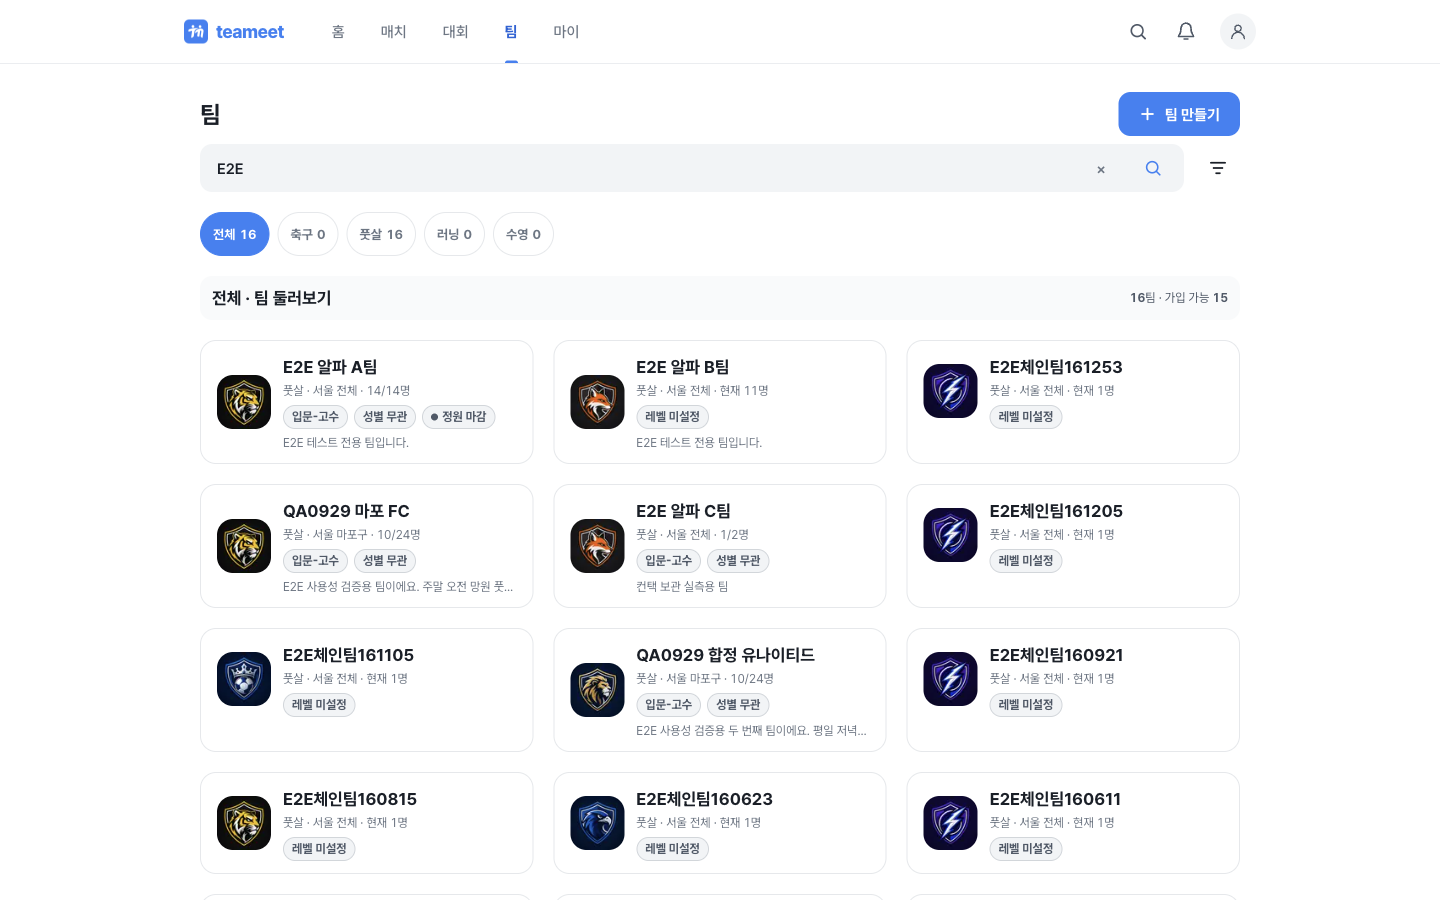 teameet 홈 매치 대회 팀 마이
팀
+ 팀 만들기
E2E ×
전체 16 축구 0 풋살 16 러닝 0 수영 0
전체 · 팀 둘러보기 16팀 · 가입 가능 15
E2E 알파 A팀
풋살 · 서울 전체 · 14/14명
입문-고수 성별 무관 ● 정원 마감
E2E 테스트 전용 팀입니다.
E2E 알파 B팀
풋살 · 서울 전체 · 현재 11명
레벨 미설정
E2E 테스트 전용 팀입니다.
E2E체인팀161253
풋살 · 서울 전체 · 현재 1명
레벨 미설정
QA0929 마포 FC
풋살 · 서울 마포구 · 10/24명
입문-고수 성별 무관
E2E 사용성 검증용 팀이에요. 주말 오전 망원 풋...
E2E 알파 C팀
풋살 · 서울 전체 · 1/2명
입문-고수 성별 무관
컨택 보관 실측용 팀
E2E체인팀161205
풋살 · 서울 전체 · 현재 1명
레벨 미설정
E2E체인팀161105
풋살 · 서울 전체 · 현재 1명
레벨 미설정
QA0929 합정 유나이티드
풋살 · 서울 마포구 · 10/24명
입문-고수 성별 무관
E2E 사용성 검증용 두 번째 팀이에요. 평일 저녁...
E2E체인팀160921
풋살 · 서울 전체 · 현재 1명
레벨 미설정
E2E체인팀160815
풋살 · 서울 전체 · 현재 1명
레벨 미설정
E2E체인팀160623
풋살 · 서울 전체 · 현재 1명
레벨 미설정
E2E체인팀160611
풋살 · 서울 전체 · 현재 1명
레벨 미설정